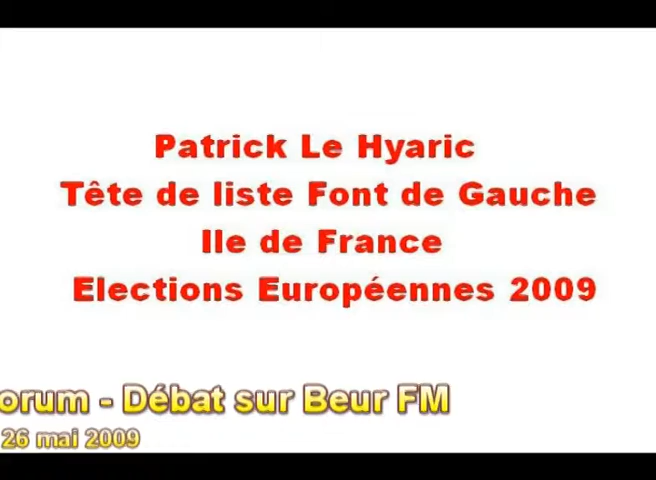 Patrick Le Hyaric
Tête de liste Font de Gauche
Ile de France
Elections Européennes 2009
orum - Débat sur Beur FM
26 mai 2009